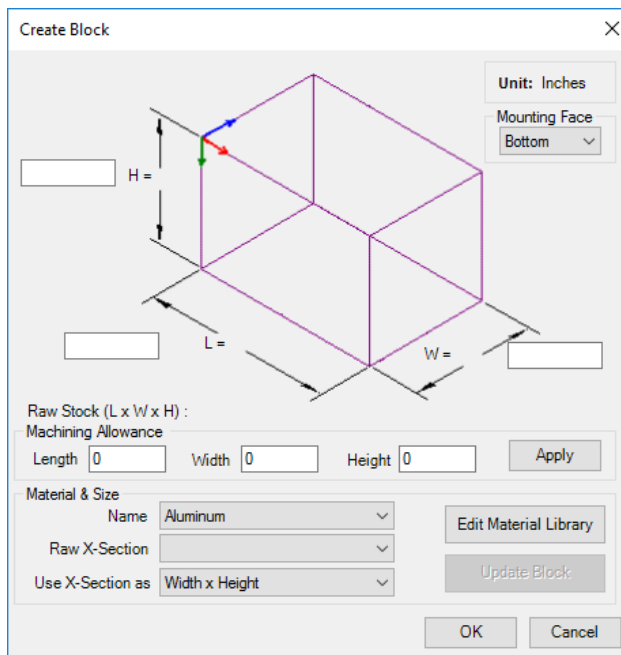 Create Block
Unit: Inches
Mounting Face
Bottom
H =
L =
W =
Raw Stock (L x W x H) :
Machining Allowance
Length 0 Width 0 Height 0 Apply
Material & Size
Name Aluminum
Edit Material Library
Raw X-Section
Update Block
Use X-Section as Width x Height
OK Cancel